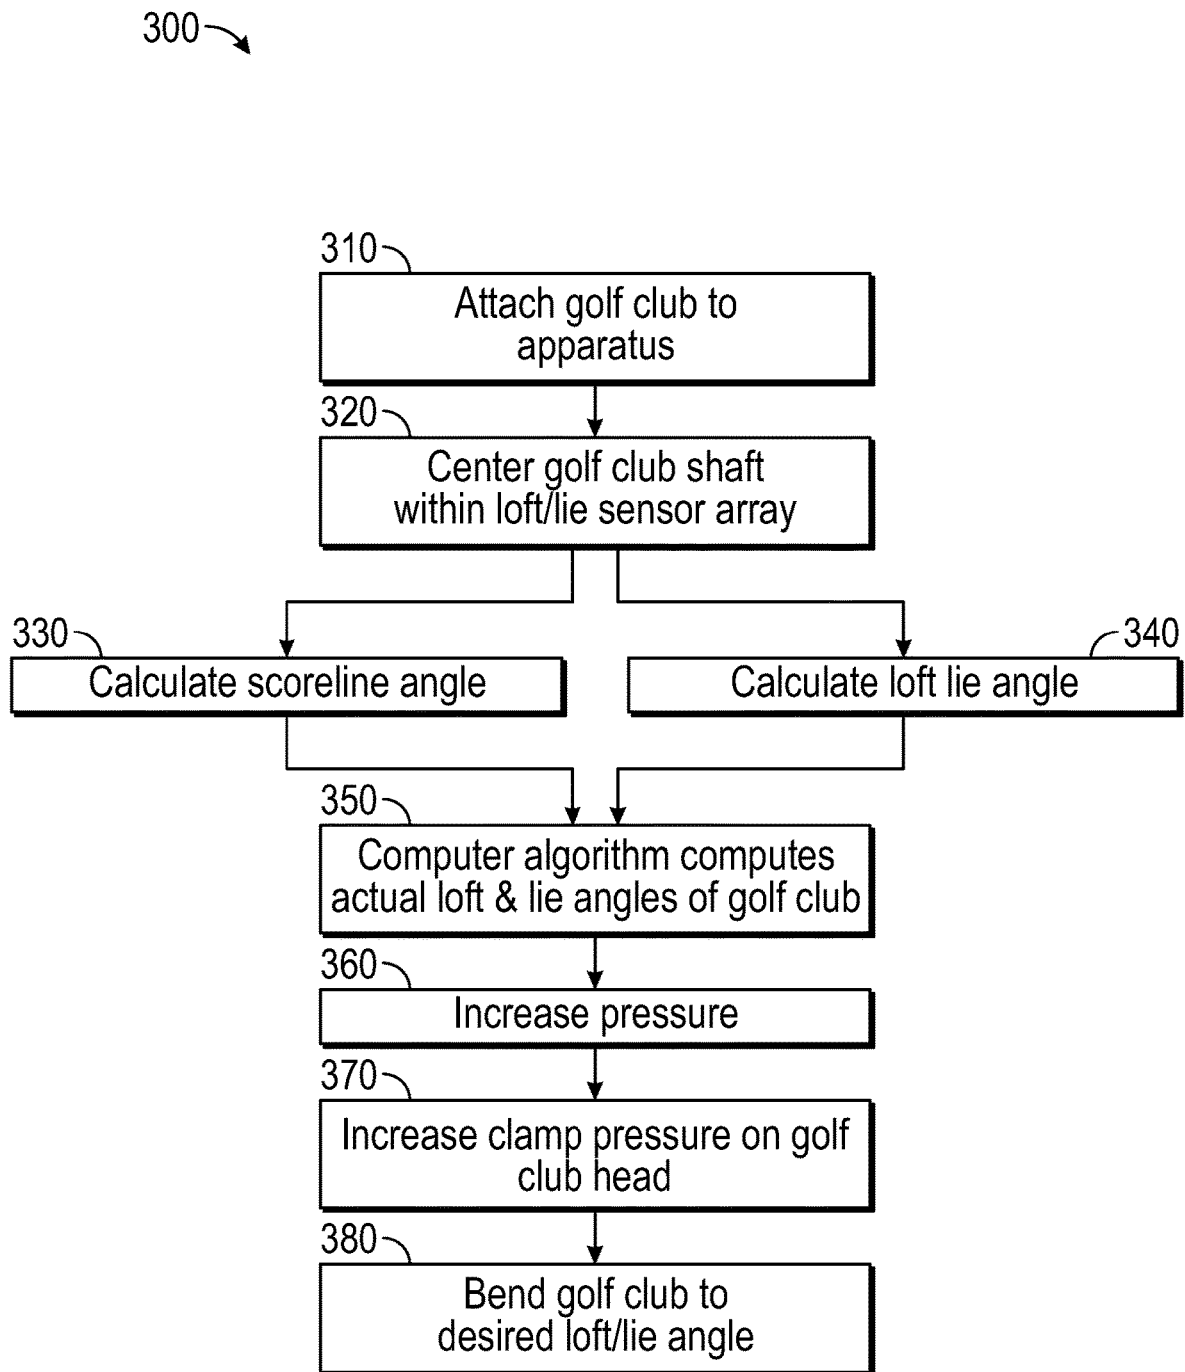 300
310
Attach golf club to
apparatus
320
Center golf club shaft
within loft/lie sensor array
330
Calculate scoreline angle
340
Calculate loft lie angle
350
Computer algorithm computes
actual loft & lie angles of golf club
360
Increase pressure
370
Increase clamp pressure on golf
club head
380
Bend golf club to
desired loft/lie angle